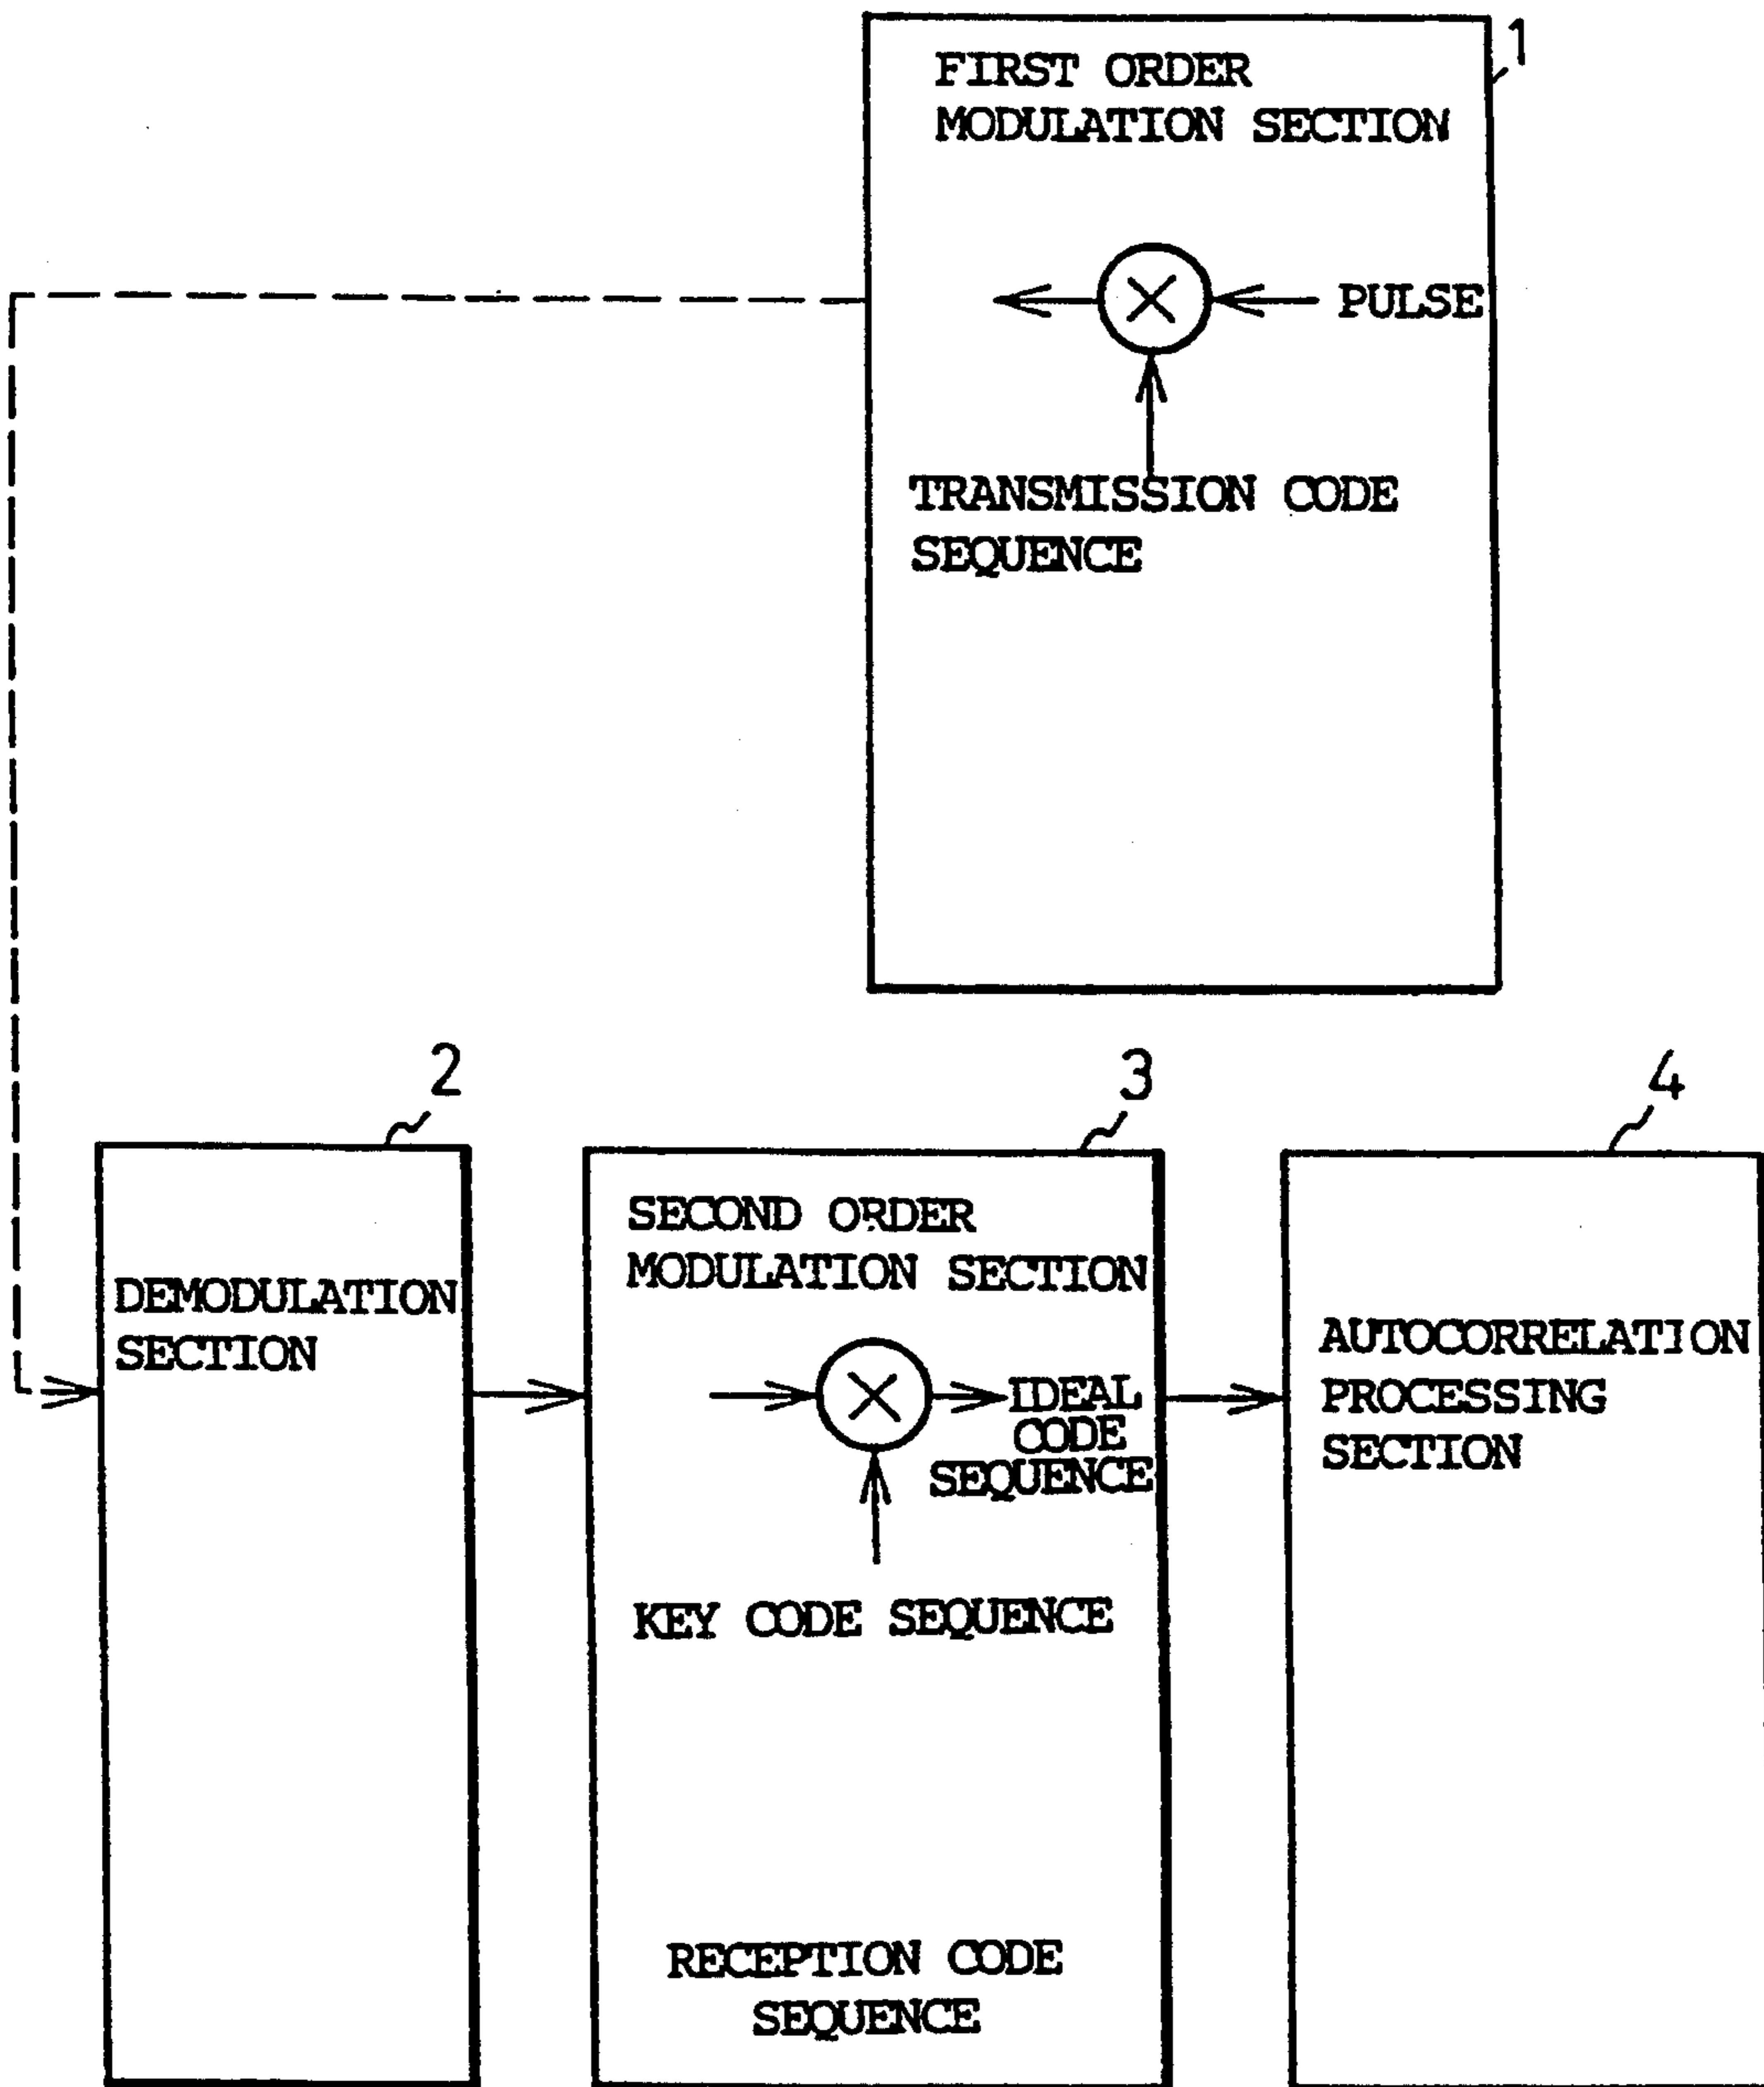 1
FIRST ORDER
MODULATION SECTION
PULSE
TRANSMISSION CODE
SEQUENCE
2
3
4
DEMODULATION
SECTION
SECOND ORDER
MODULATION SECTION
IDEAL
CODE
SEQUENCE
KEY CODE SEQUENCE
RECEPTION CODE
SEQUENCE
AUTOCORRELATION
PROCESSING
SECTION